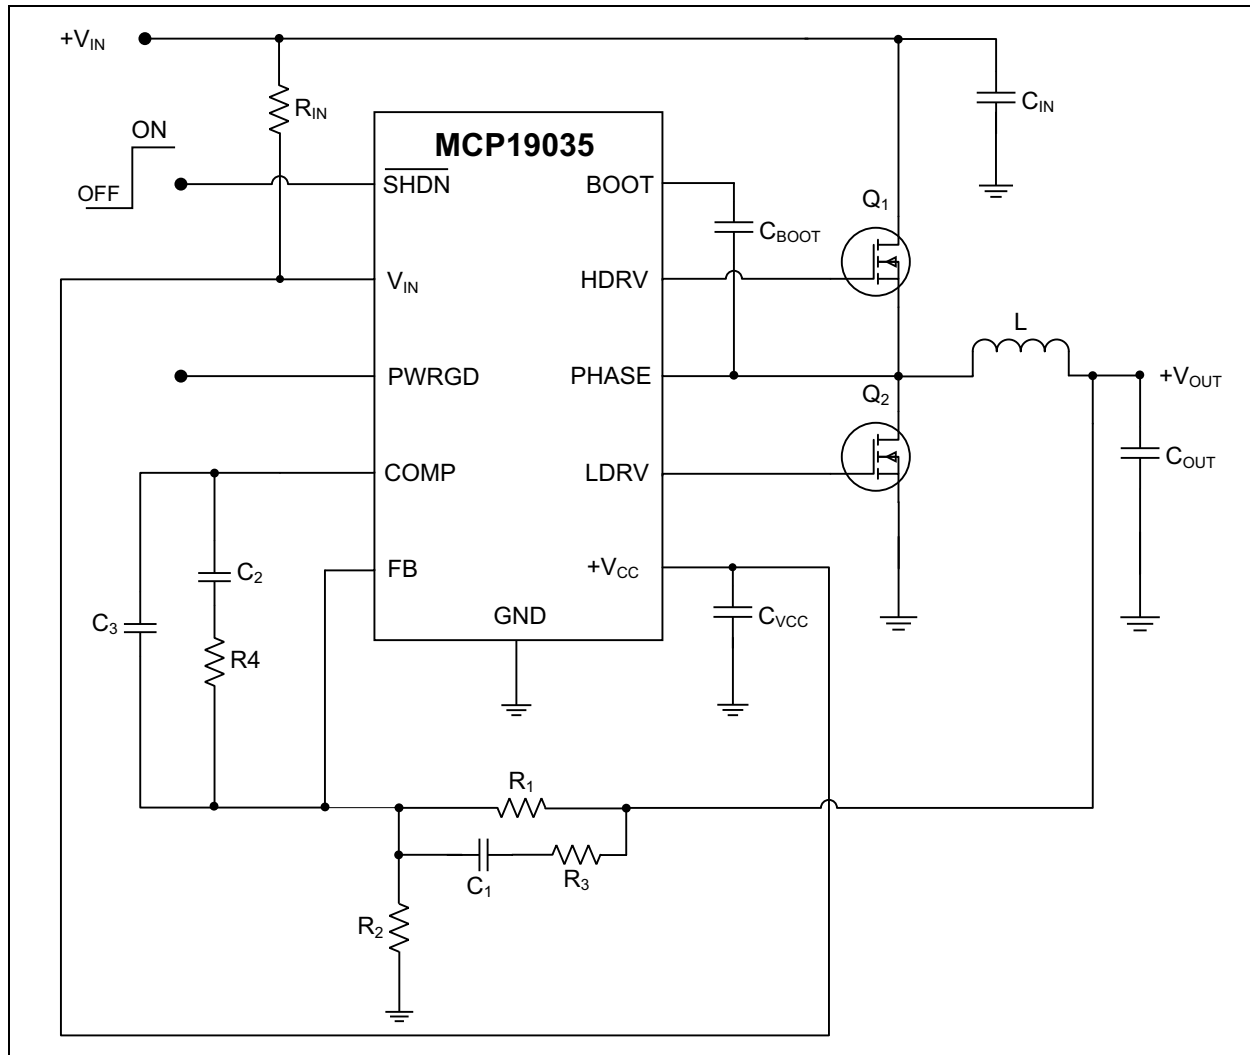 +VIN
RIN
CIN
ON
OFF
MCP19035
SHDN
BOOT
CBOOT
Q1
VIN
HDRV
L
PWRGD
PHASE
+VOUT
Q2
COMP
LDRV
COUT
C2
FB
+VCC
C3
R4
GND
CVCC
R1
C1
R3
R2